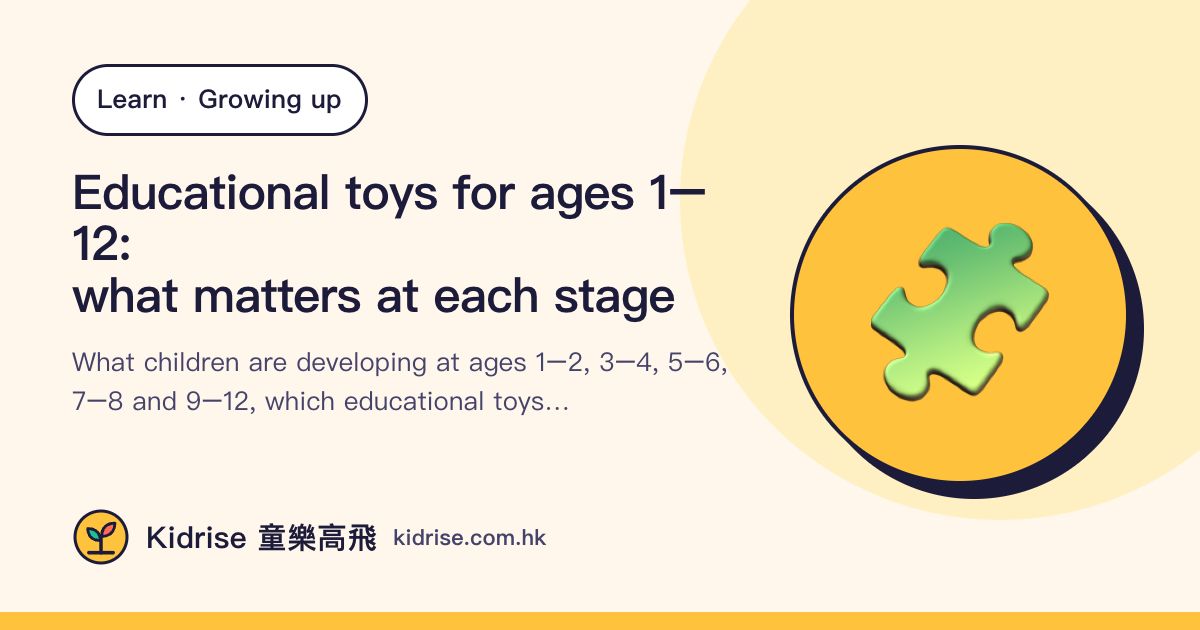 Learn · Growing up
Educational toys for ages 1–
12:
what matters at each stage
What children are developing at ages 1–2, 3–4, 5–6,
7–8 and 9–12, which educational toys…
Kidrise 童樂高飛 kidrise.com.hk